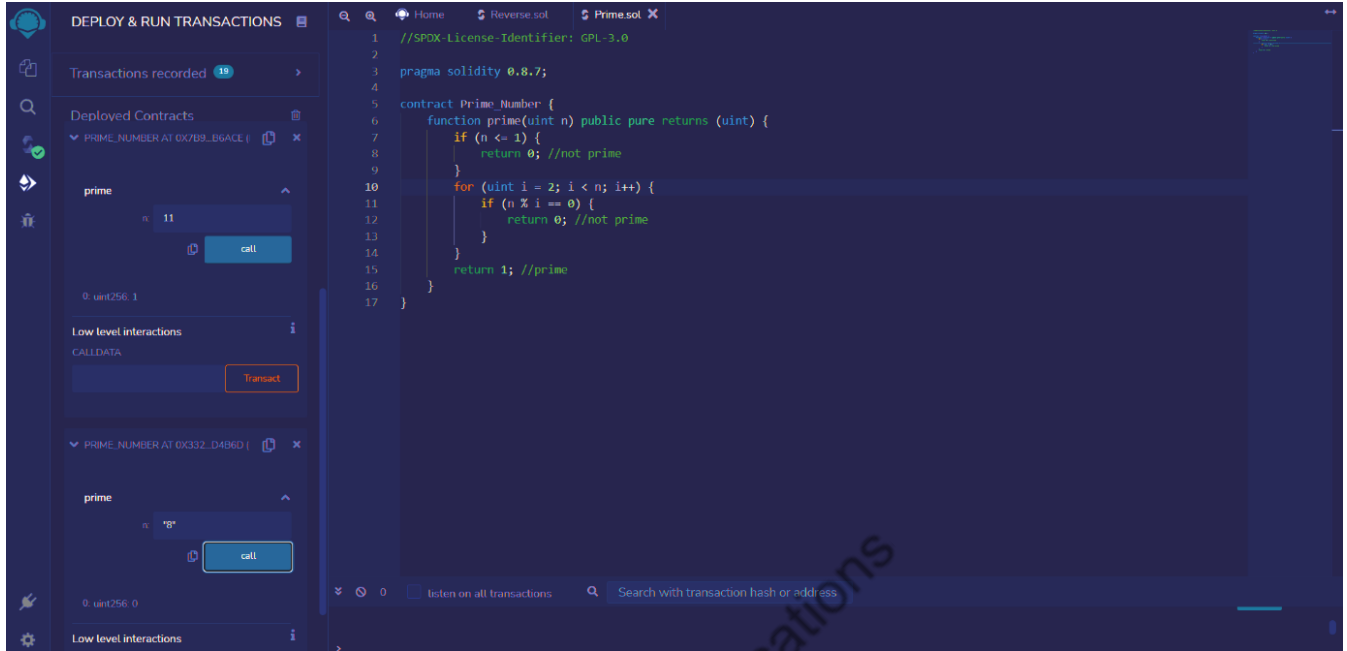 DEPLOY & RUN TRANSACTIONS
Transactions recorded 19
Deployed Contracts
PRIME_NUMBER AT 0X7B9...B6ACE (
prime
n: 11
call
0: uint256: 1
Low level interactions
CALLDATA
Transact
PRIME_NUMBER AT 0X332...D4B6D (
prime
n: "8"
call
0: uint256: 0
Low level interactions
Home Reverse.sol Prime.sol
1 //SPDX-License-Identifier: GPL-3.0
2
3 pragma solidity 0.8.7;
4
5 contract Prime_Number {
6 function prime(uint n) public pure returns (uint) {
7 if (n <= 1) {
8 return 0; //not prime
9 }
10 for (uint i = 2; i < n; i++) {
11 if (n % i == 0) {
12 return 0; //not prime
13 }
14 }
15 return 1; //prime
16 }
17 }
0 listen on all transactions Search with transaction hash or address
>